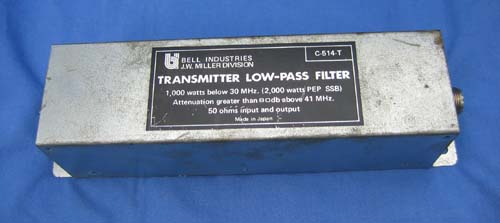 BELL INDUSTRIES
J.W. MILLER DIVISION
C-514-T
TRANSMITTER LOW-PASS FILTER
1,000 watts below 30 MHz. (2,000 watts PEP SSB)
Attenuation greater than db above 41 MHz.
50 ohms input and output
Made in Japan